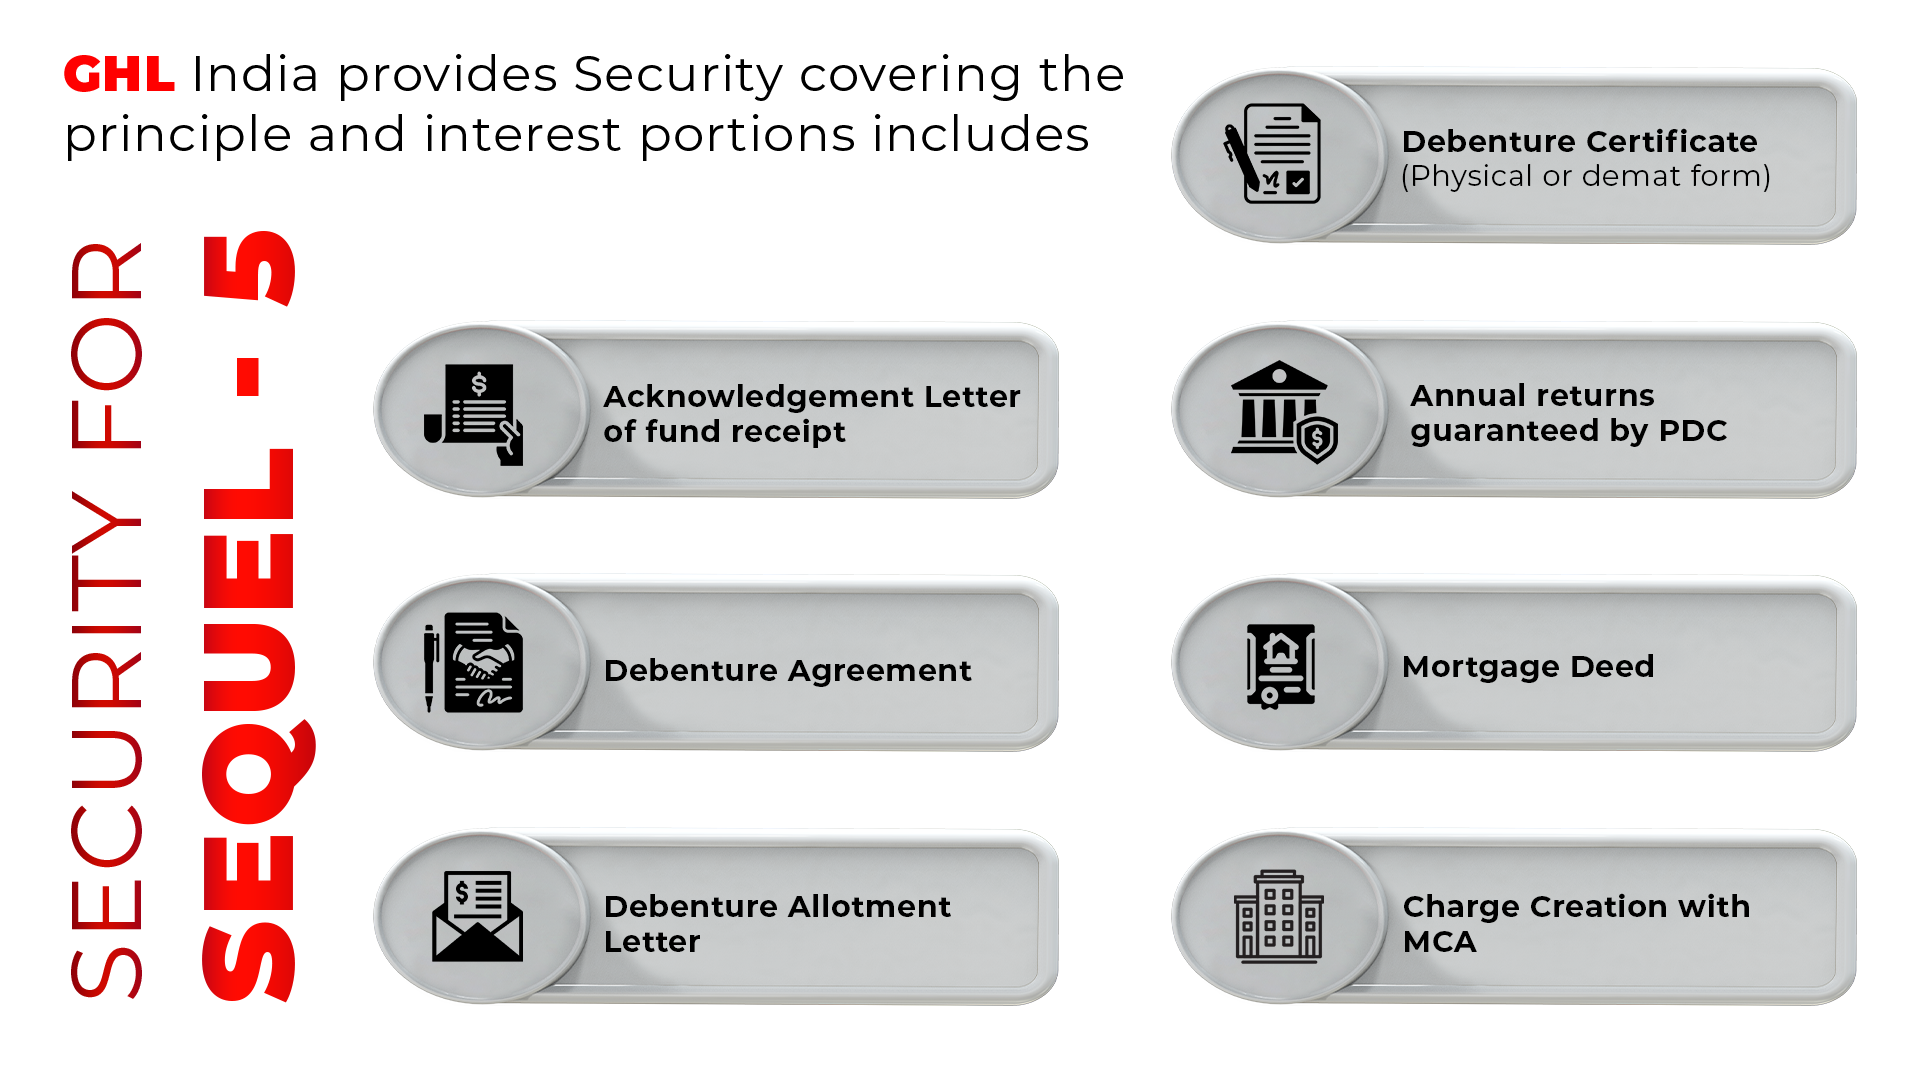 GHL India provides Security covering the
principle and interest portions includes
SECURITY FOR
SEQUEL - 5
Acknowledgement Letter
of fund receipt
Debenture Agreement
Debenture Allotment
Letter
Debenture Certificate
(Physical or demat form)
Annual returns
guaranteed by PDC
Mortgage Deed
Charge Creation with
MCA